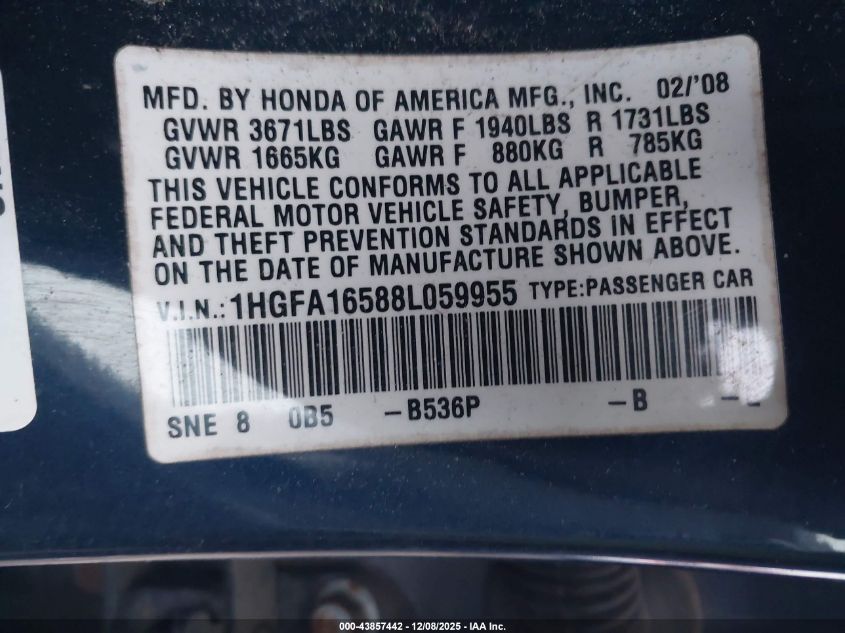 MFD. BY HONDA OF AMERICA MFG., INC. 02/'08
GVWR 3671LBS GAWR F 1940LBS R 1731LBS
GVWR 1665KG GAWR F 880KG R 785KG
THIS VEHICLE CONFORMS TO ALL APPLICABLE
FEDERAL MOTOR VEHICLE SAFETY, BUMPER,
AND THEFT PREVENTION STANDARDS IN EFFECT
ON THE DATE OF MANUFACTURE SHOWN ABOVE.
V.I.N.: 1HGFA16588L059955 TYPE:PASSENGER CAR
SNE 8 0B5 -B536P -B
000-43857442 - 12/08/2025 - IAA Inc.